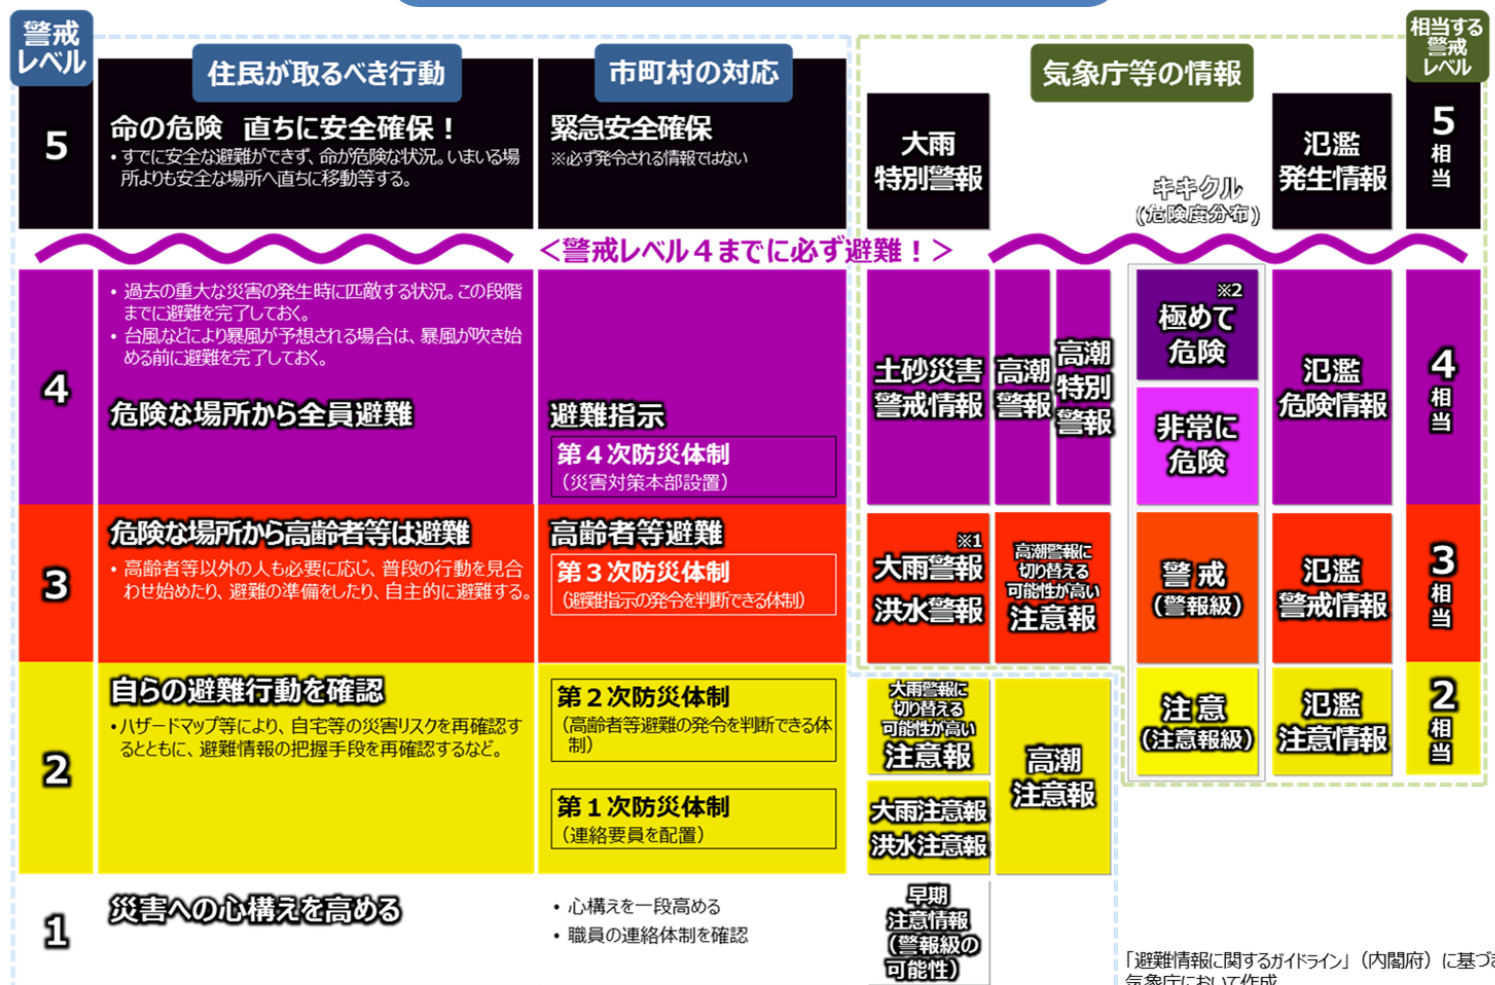 警戒
レベル
住民が取るべき行動
市町村の対応
気象庁等の情報
相当する
警戒
レベル
5
命の危険 直ちに安全確保！
・すでに安全な避難ができず、命が危険な状況。いまいる場
所よりも安全な場所へ直ちに移動等する。
緊急安全確保
※必ず発令される情報ではない
大雨
特別警報
キキクル
(危険度分布)
氾濫
発生情報
5
相
当
＜警戒レベル４までに必ず避難！＞
4
・過去の重大な災害の発生時に匹敵する状況。この段階
までに避難を完了しておく。
・台風などにより暴風が予想される場合は、暴風が吹き始
める前に避難を完了しておく。
危険な場所から全員避難
避難指示
第４次防災体制
（災害対策本部設置）
土砂災害
警戒情報
高潮
警報
高潮
特別
警報
※2
極めて
危険
非常に
危険
氾濫
危険情報
4
相
当
3
危険な場所から高齢者等は避難
・高齢者等以外の人も必要に応じ、普段の行動を見合
わせ始めたり、避難の準備をしたり、自主的に避難する。
高齢者等避難
第３次防災体制
（避難指示の発令を判断できる体制）
※1
大雨警報
洪水警報
高潮警報に
切り替える
可能性が高い
注意報
警戒
（警報級）
氾濫
警戒情報
3
相
当
2
自らの避難行動を確認
・ハザードマップ等により、自宅等の災害リスクを再確認す
るとともに、避難情報の把握手段を再確認するなど。
第２次防災体制
（高齢者等避難の発令を判断できる体
制）
第１次防災体制
（連絡要員を配置）
大雨警報に
切り替える
可能性が高い
注意報
大雨注意報
洪水注意報
高潮
注意報
注意
（注意報級）
氾濫
注意情報
2
相
当
1
災害への心構えを高める
・心構えを一段高める
・職員の連絡体制を確認
早期
注意情報
（警報級の
可能性）
「避難情報に関するガイドライン」（内閣府）に基づ
気象庁において作成